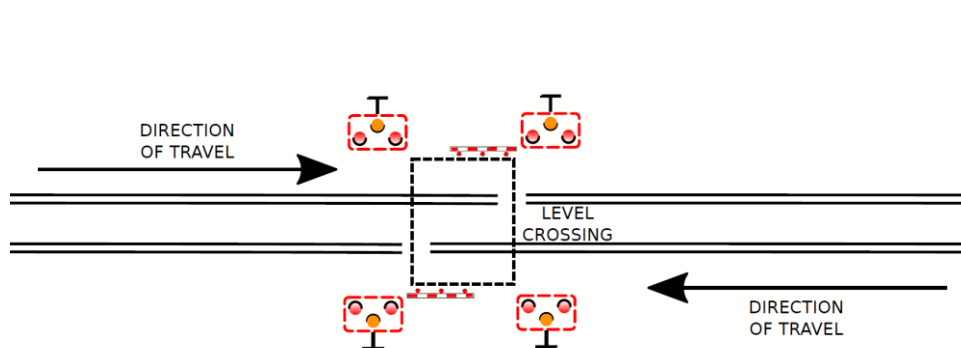 DIRECTION
OF TRAVEL
LEVEL
CROSSING
DIRECTION
OF TRAVEL